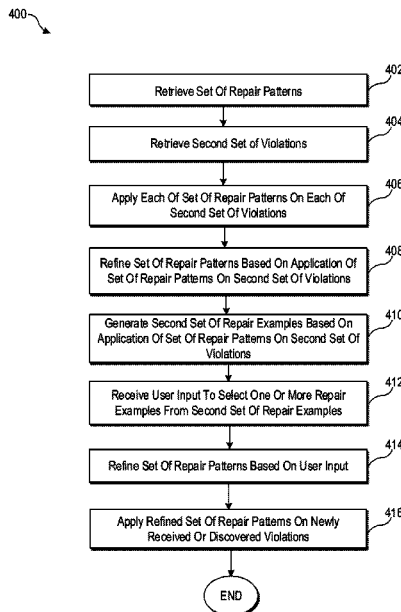 400
402
Retrieve Set Of Repair Patterns
404
Retrieve Second Set of Violations
406
Apply Each Of Set Of Repair Patterns On Each Of
Second Set Of Violations
408
Refine Set Of Repair Patterns Based On Application Of
Set Of Repair Patterns On Second Set Of Violations
410
Generate Second Set Of Repair Examples Based On
Application Of Set Of Repair Patterns On Second Set Of
Violations
412
Receive User Input To Select One Or More Repair
Examples From Second Set Of Repair Examples
414
Refine Set Of Repair Patterns Based On User Input
416
Apply Refined Set Of Repair Patterns On Newly
Received Or Discovered Violations
END